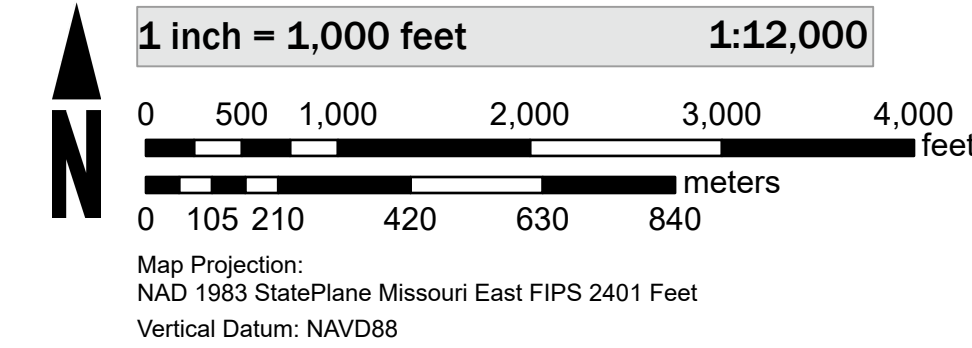 1 inch = 1,000 feet 1:12,000
0 500 1,000 2,000 3,000 4,000
feet
meters
0 105 210 420 630 840
N
Map Projection:
NAD 1983 StatePlane Missouri East FIPS 2401 Feet
Vertical Datum: NAVD88